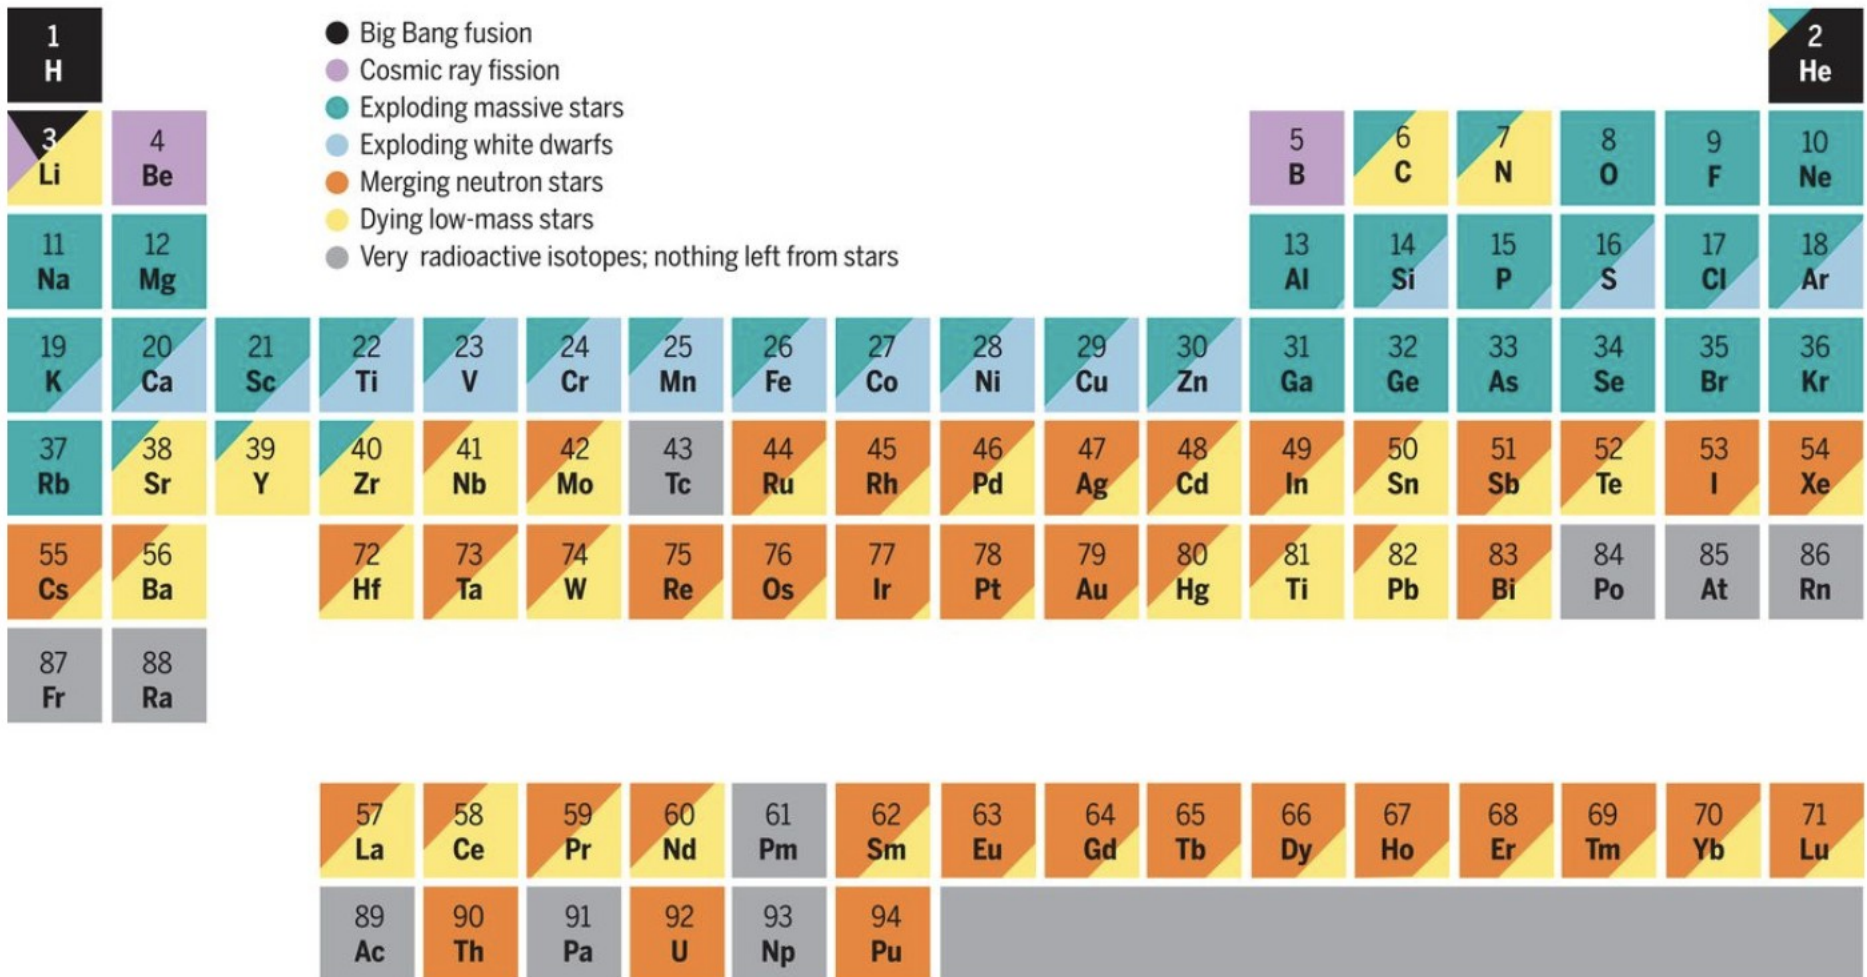 1
H
Big Bang fusion
Cosmic ray fission
Exploding massive stars
Exploding white dwarfs
Merging neutron stars
Dying low-mass stars
Very radioactive isotopes; nothing left from stars
2
He
3 4 5 6 7 8 9 10
Li Be B C N O F Ne
11 12 13 14 15 16 17 18
Na Mg Al Si P S Cl Ar
19 20 21 22 23 24 25 26 27 28 29 30 31 32 33 34 35 36
K Ca Sc Ti V Cr Mn Fe Co Ni Cu Zn Ga Ge As Se Br Kr
37 38 39 40 41 42 43 44 45 46 47 48 49 50 51 52 53 54
Rb Sr Y Zr Nb Mo Tc Ru Rh Pd Ag Cd In Sn Sb Te I Xe
55 56 72 73 74 75 76 77 78 79 80 81 82 83 84 85 86
Cs Ba Hf Ta W Re Os Ir Pt Au Hg Ti Pb Bi Po At Rn
87 88
Fr Ra
57 58 59 60 61 62 63 64 65 66 67 68 69 70 71
La Ce Pr Nd Pm Sm Eu Gd Tb Dy Ho Er Tm Yb Lu
89 90 91 92 93 94
Ac Th Pa U Np Pu